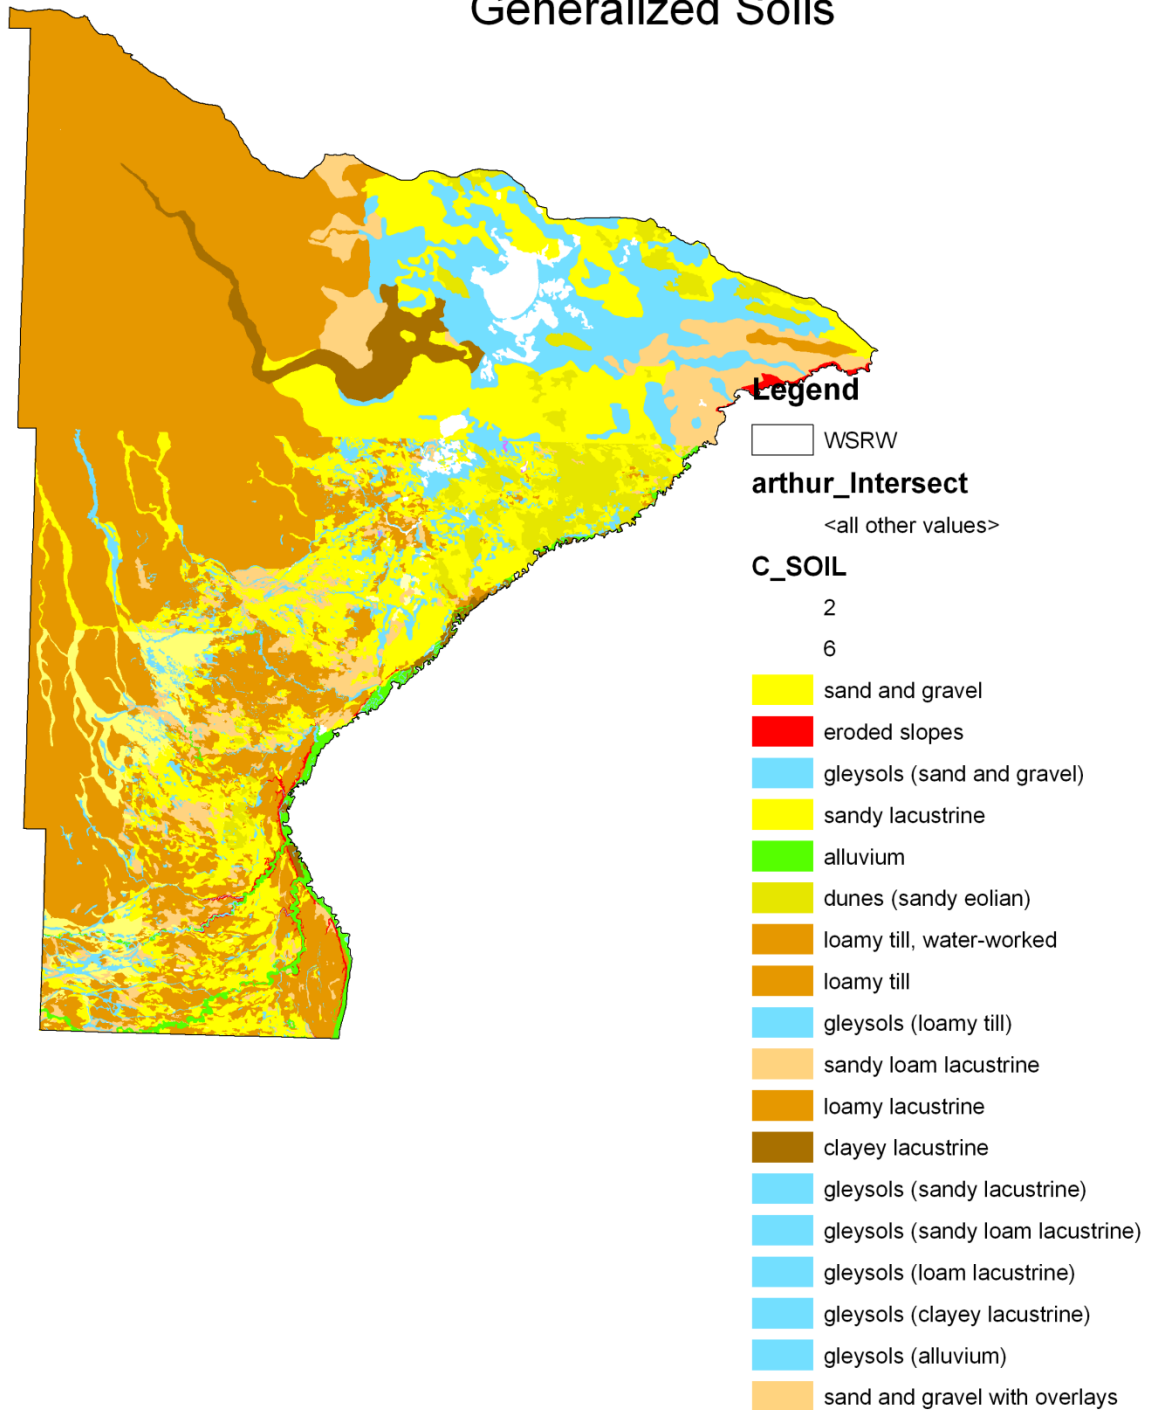 Generalized Soils
Legend
WSRW
arthur_Intersect
<all other values>
C_SOIL
2
6
sand and gravel
eroded slopes
gleysols (sand and gravel)
sandy lacustrine
alluvium
dunes (sandy eolian)
loamy till, water-worked
loamy till
gleysols (loamy till)
sandy loam lacustrine
loamy lacustrine
clayey lacustrine
gleysols (sandy lacustrine)
gleysols (sandy loam lacustrine)
gleysols (loam lacustrine)
gleysols (clayey lacustrine)
gleysols (alluvium)
sand and gravel with overlays